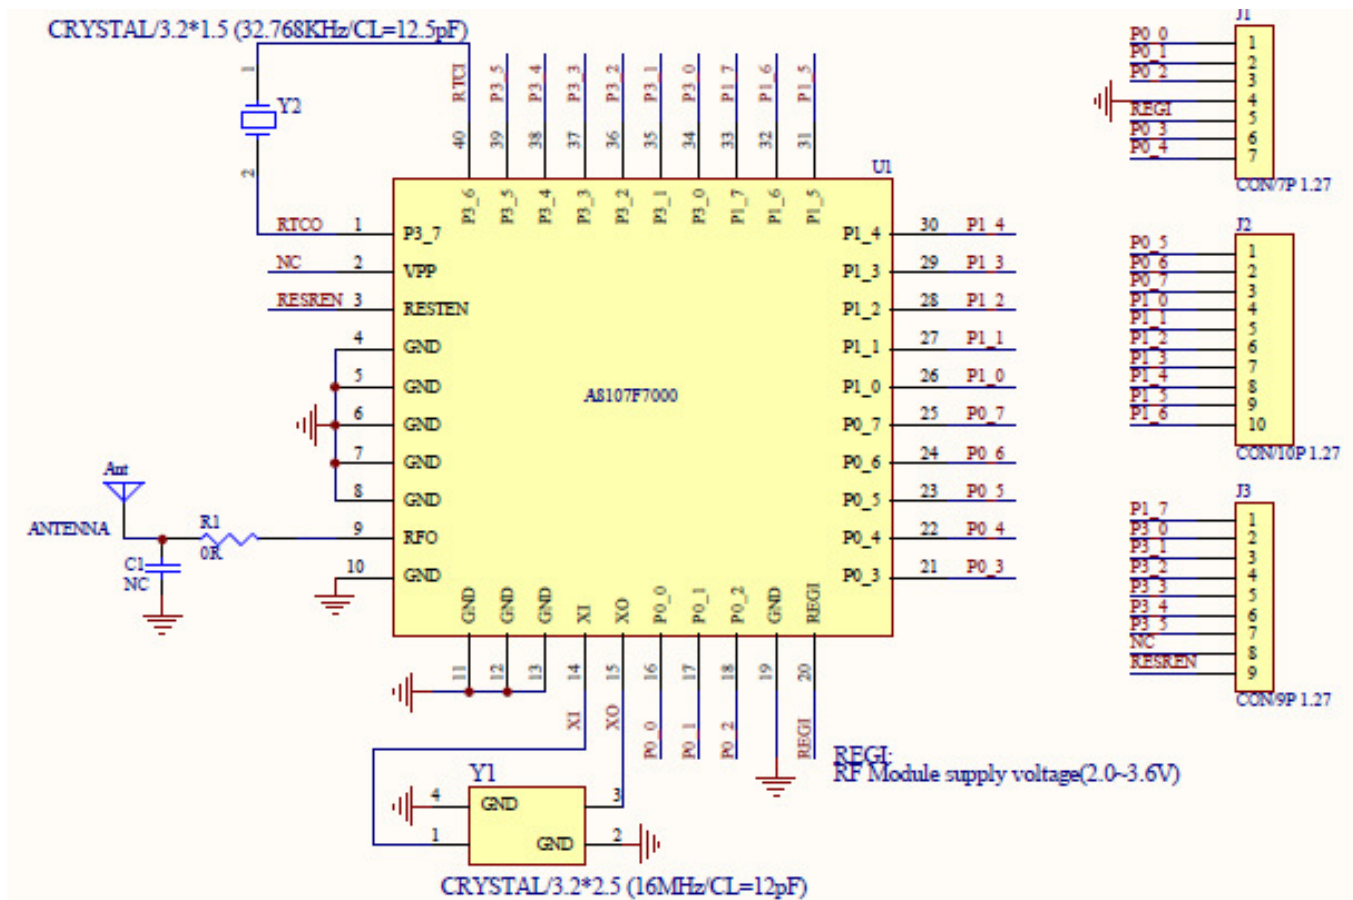 CRYSTAL/3.2*1.5 (32.768KHz/CL=12.5pF)
1
Y2
2
RTCI
P3_5
P3_4
P3_3
P3_2
P3_1
P3_0
P1_7
P1_6
P1_5
40
39
38
37
36
35
34
33
32
31
U1
P3_6
P3_5
P3_4
P3_3
P3_2
P3_1
P3_0
P1_7
P1_6
P1_5
RTCO 1 P3_7
NC 2 VPP
RESREN 3 RESTEN
4 GND
5 GND
6 GND
7 GND
8 GND
9 RFO
10 GND
A8107F7000
P1_4 30 P1_4
P1_3 29 P1_3
P1_2 28 P1_2
P1_1 27 P1_1
P1_0 26 P1_0
P0_7 25 P0_7
P0_6 24 P0_6
P0_5 23 P0_5
P0_4 22 P0_4
P0_3 21 P0_3
Ant
ANTENNA
R1
0R
C1
NC
GND
GND
GND
XI
XO
P0_0
P0_1
P0_2
GND
REGI
11
12
13
14
15
16
17
18
19
20
XI
XO
P0_0
P0_1
P0_2
REGI
REGI:
RF Module supply voltage(2.0~3.6V)
Y1
4 GND 3
1 GND 2
CRYSTAL/3.2*2.5 (16MHz/CL=12pF)
J1
P0_0 1
P0_1 2
P0_2 3
4
REGI 5
P0_3 6
P0_4 7
CON/7P 1.27
J2
P0_5 1
P0_6 2
P0_7 3
P1_0 4
P1_1 5
P1_2 6
P1_3 7
P1_4 8
P1_5 9
P1_6 10
CON/10P 1.27
J3
P1_7 1
P3_0 2
P3_1 3
P3_2 4
P3_3 5
P3_4 6
P3_5 7
NC 8
RESREN 9
CON/9P 1.27